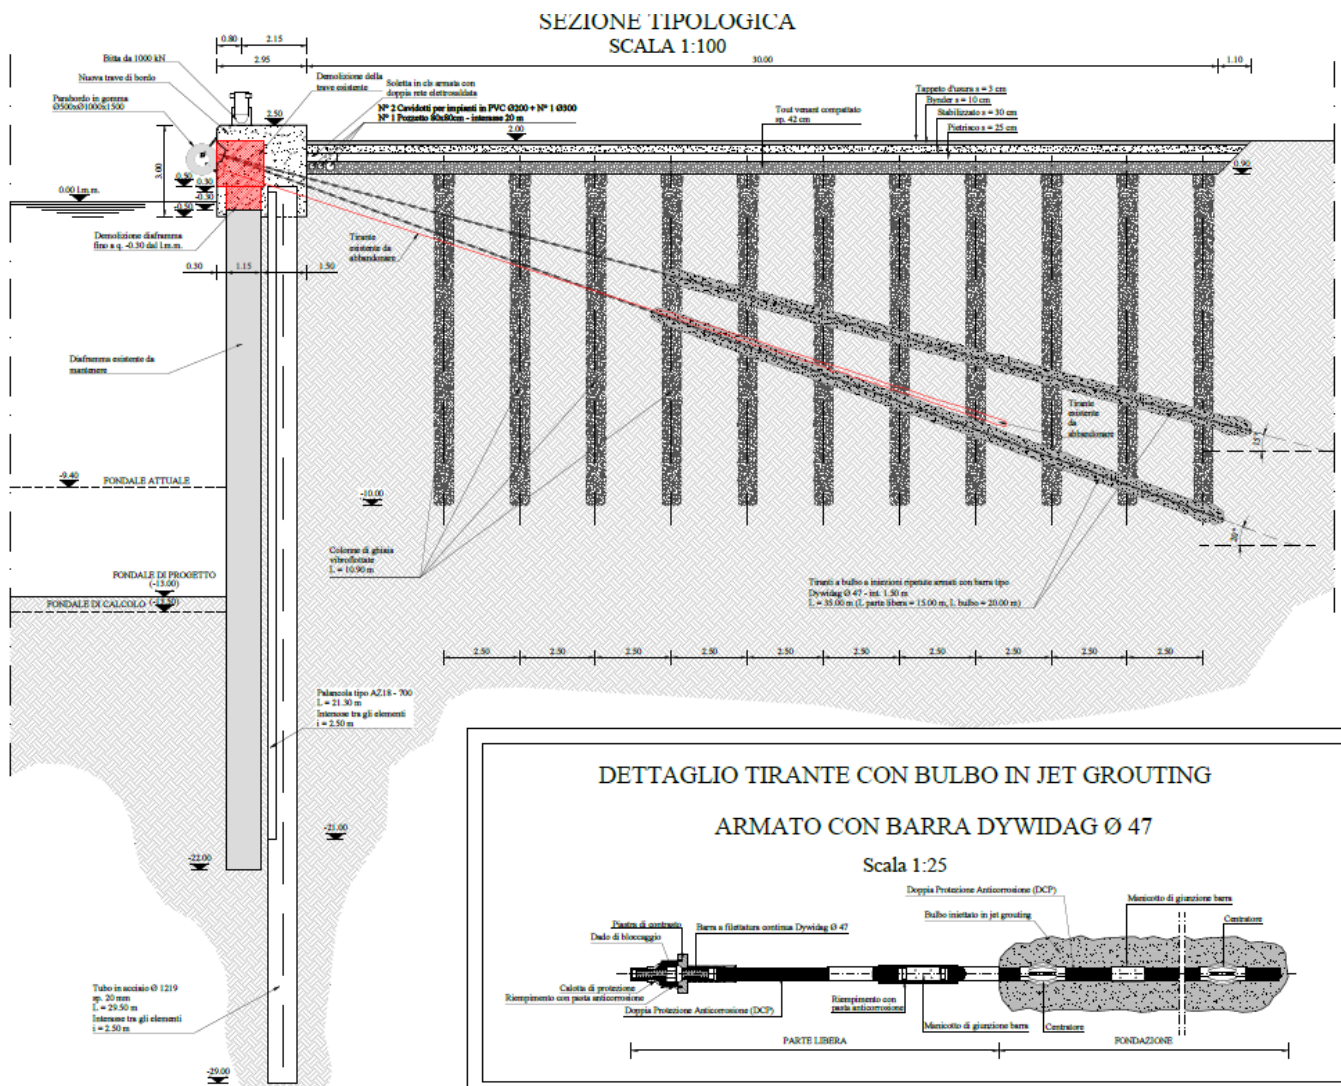 SEZIONE TIPOLOGICA
SCALA 1:100
0.80
2.15
2.95
30.00
1.10
Bitta da 1000 kN
Nuova trave di bordo
Parabordo in gomma
Ø500xØ1000x1500
Demolizione della
trave esistente
Soletta in cls armata con
doppia rete elettrosaldata
N° 2 Cavidotti per impianti in PVC Ø200 + N° 1 Ø300
N° 1 Pozzetto 80x80cm - interasse 20 m
Tout venant compattato
sp. 42 cm
Tappeto d'usura s = 3 cm
Bynder s = 10 cm
Stabilizzato s = 30 cm
Pietrisco s = 25 cm
2.50
2.00
0.90
3.00
0.50
0.30
-0.30
-0.50
0.00 l.m.m.
Demolizione diaframma
fino a q. -0.30 dal l.m.m.
0.30
1.15
1.50
Tirante
esistente da
abbandonare
Diaframma esistente da
mantenere
Tirante
esistente
da
abbandonare
15°
20°
-9.40
FONDALE ATTUALE
-10.00
Colonne di ghiaia
vibroflottate
L = 10.90 m
Tiranti a bulbo a iniezioni ripetute armati con barra tipo
Dywidag Ø 47 - int. 1.50 m
L = 35.00 m (L parte libera = 15.00 m, L bulbo = 20.00 m)
FONDALE DI PROGETTO
(-13.00)
FONDALE DI CALCOLO (-13.50)
2.50 2.50 2.50 2.50 2.50 2.50 2.50 2.50 2.50 2.50
Palancola tipo AZ18 - 700
L = 21.30 m
Interasse tra gli elementi
i = 2.50 m
-21.00
-22.00
Tubo in acciaio Ø 1219
sp. 20 mm
L = 29.50 m
Interasse tra gli elementi
i = 2.50 m
-29.00
DETTAGLIO TIRANTE CON BULBO IN JET GROUTING
ARMATO CON BARRA DYWIDAG Ø 47
Scala 1:25
Doppia Protezione Anticorrosione (DCP)
Manicotto di giunzione barra
Bulbo iniettato in jet grouting
Centratore
Piastra di contrasto
Barra a filettatura continua Dywidag Ø 47
Dado di bloccaggio
Calotta di protezione
Riempimento con pasta anticorrosione
Doppia Protezione Anticorrosione (DCP)
Riempimento con
pasta anticorrosione
Manicotto di giunzione barra
Centratore
PARTE LIBERA
FONDAZIONE